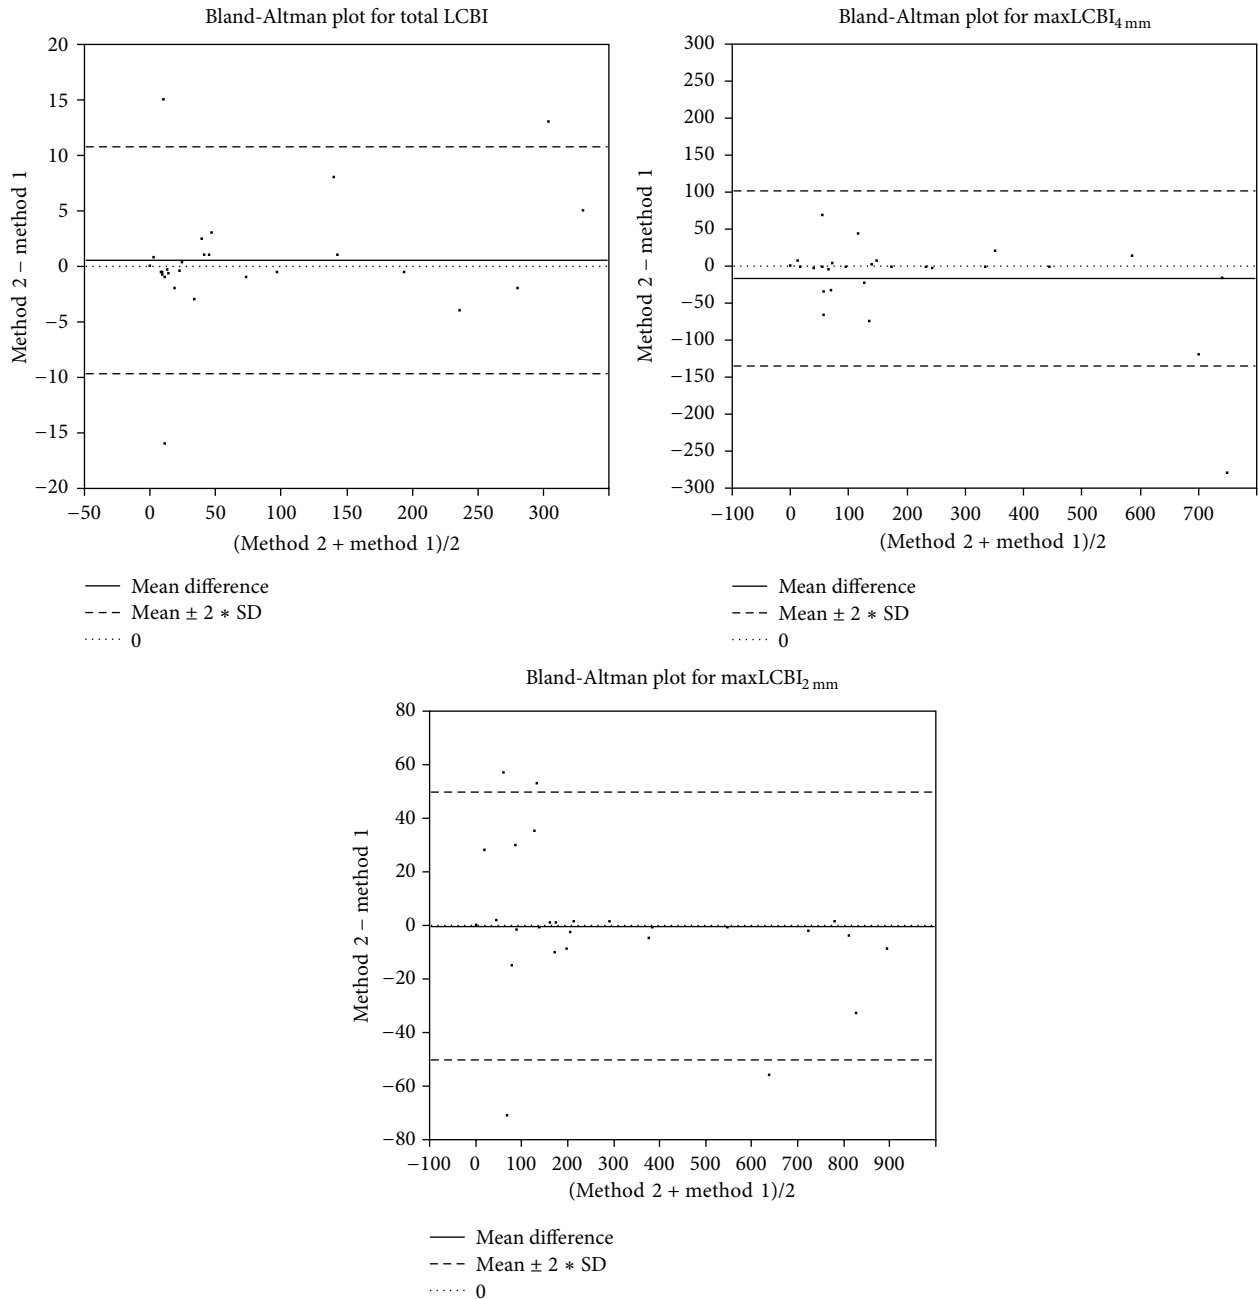 Bland-Altman plot for total LCBI
20
15
10
5
0
−5
−10
−15
−20
Method 2 − method 1
−50 0 50 100 150 200 250 300
(Method 2 + method 1)/2
Mean difference
Mean ± 2 ∗ SD
0
Bland-Altman plot for maxLCBI4 mm
300
250
200
150
100
50
0
−50
−100
−150
−200
−250
−300
Method 2 − method 1
−100 0 100 200 300 400 500 600 700
(Method 2 + method 1)/2
Mean difference
Mean ± 2 ∗ SD
0
Bland-Altman plot for maxLCBI2 mm
80
60
40
20
0
−20
−40
−60
−80
Method 2 − method 1
−100 0 100 200 300 400 500 600 700 800 900
(Method 2 + method 1)/2
Mean difference
Mean ± 2 ∗ SD
0